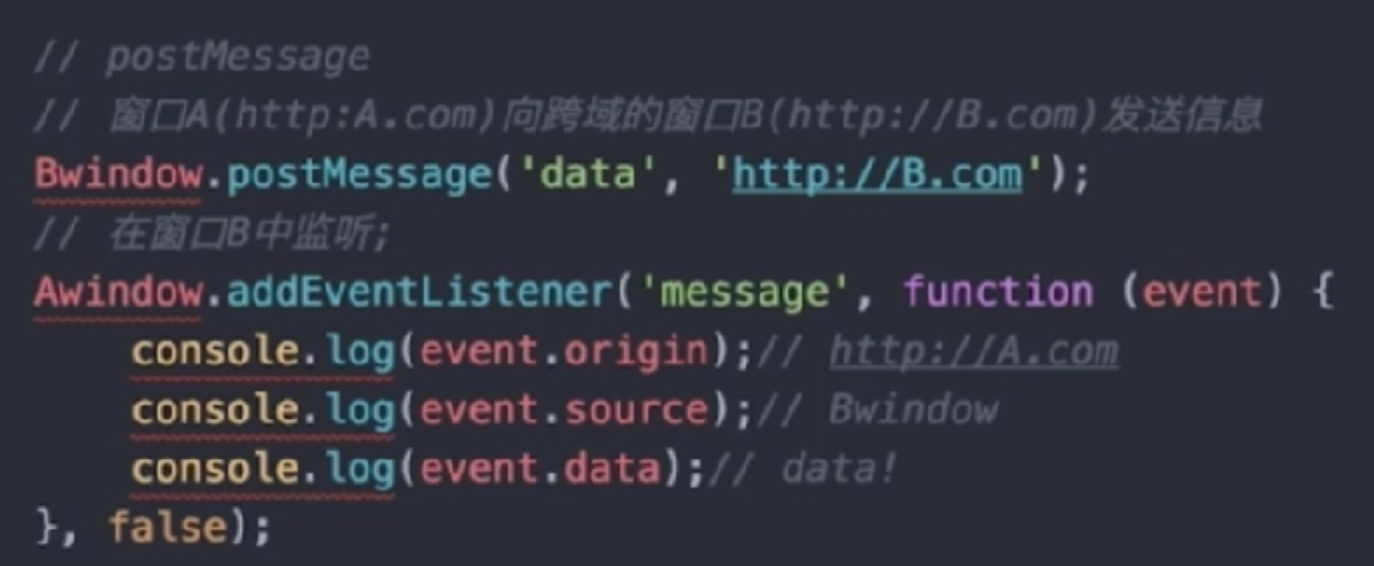 // postMessage
// 窗口A(http:A.com)向跨域的窗口B(http://B.com)发送信息
Bwindow.postMessage('data', 'http://B.com');
// 在窗口B中监听;
Awindow.addEventListener('message', function (event) {
    console.log(event.origin);// http://A.com
    console.log(event.source);// Bwindow
    console.log(event.data);// data!
}, false);